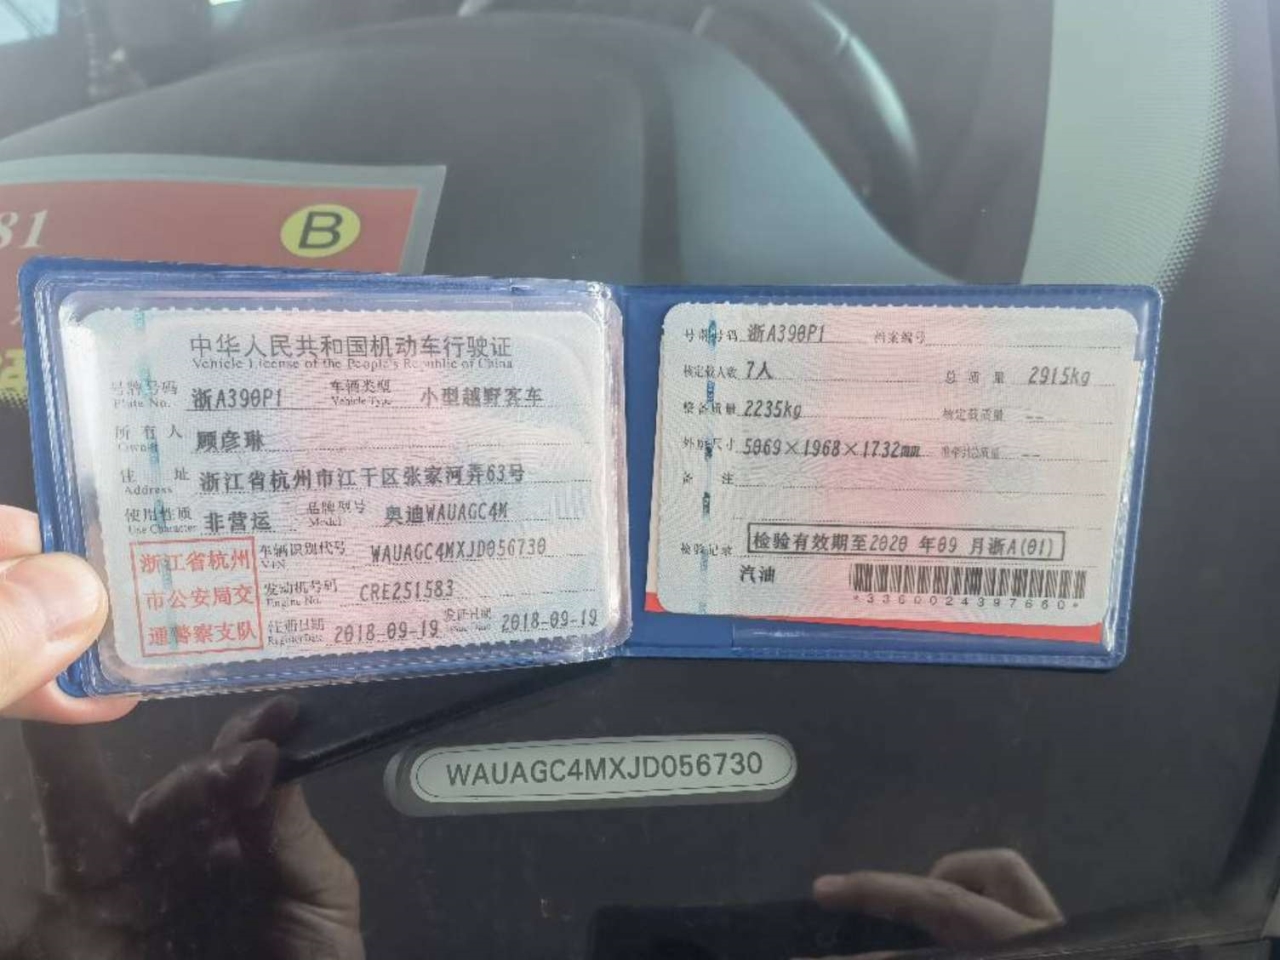 81
B
中华人民共和国机动车行驶证
Vehicle License of the People's Republic of China
号牌号码 浙A390P1 车辆类型 小型越野客车
Plate No. Vehicle Type
所有人 顾彦琳
Owner
住址 浙江省杭州市江干区张家河弄63号
Address
使用性质 非营运 品牌型号 奥迪WAUAGC4M
Use Character Model
浙江省杭州
市公安局交
通警察支队
车辆识别代号 WAUAGC4MXJD056730
VIN
发动机号码 CRE251583
Engine No.
注册日期 2018-09-19 发证日期 2018-09-19
Register Date Issue Date
号牌号码 浙A390P1 档案编号
核定载人数 7人 总质量 2915kg
整备质量 2235kg 核定载质量 --
外廓尺寸 5069×1968×1732mm 准牵引总质量 --
备注
检验记录 检验有效期至2020年09月浙A(01)
汽油
*3360024397660*
WAUAGC4MXJD056730